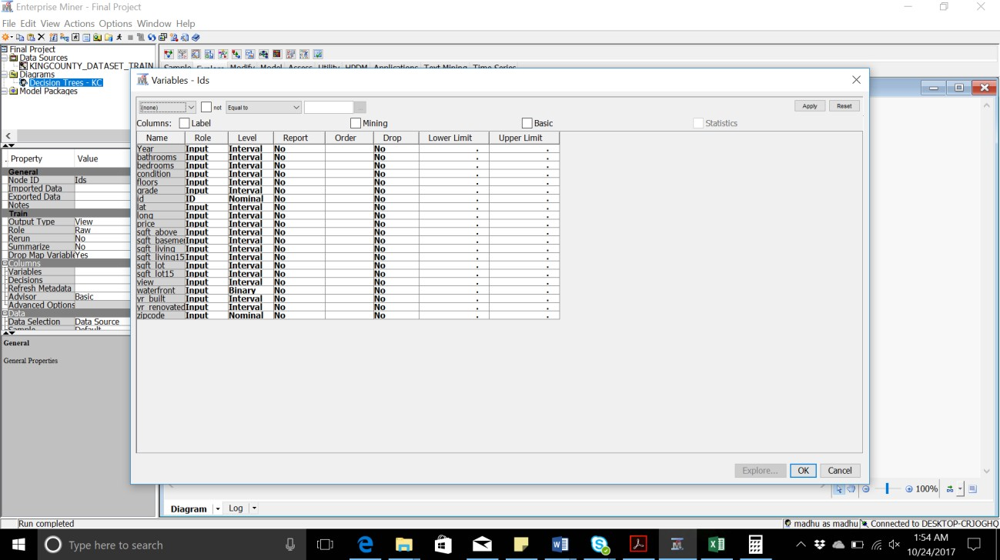 Enterprise Miner - Final Project
File Edit View Actions Options Window Help
Final Project
Data Sources
KINGCOUNTY_DATASET_TRAIN
Diagrams
Decision Trees - KC
Model Packages
Sample Explore Modify Model Assess Utility HPDM Applications Text Mining Time Series
Property Value
General
Node ID Ids
Imported Data
Exported Data
Notes
Train
Output Type View
Role Raw
Rerun No
Summarize No
Drop Map Variable Yes
Columns
Variables
Decisions
Refresh Metadata
Advisor Basic
Advanced Options
Data
Data Selection Data Source
Sample Default
General
General Properties
Variables - Ids
(none) not Equal to ... Apply Reset
Columns: Label Mining Basic Statistics
Name Role Level Report Order Drop Lower Limit Upper Limit
Year Input Interval No No . .
bathrooms Input Interval No No . .
bedrooms Input Interval No No . .
condition Input Interval No No . .
floors Input Interval No No . .
grade Input Interval No No . .
id ID Nominal No No . .
lat Input Interval No No . .
long Input Interval No No . .
price Input Interval No No . .
sqft_above Input Interval No No . .
sqft_basemen Input Interval No No . .
sqft_living Input Interval No No . .
sqft_living15 Input Interval No No . .
sqft_lot Input Interval No No . .
sqft_lot15 Input Interval No No . .
view Input Interval No No . .
waterfront Input Binary No No . .
yr_built Input Interval No No . .
yr_renovated Input Interval No No . .
zipcode Input Nominal No No . .
Explore... OK Cancel
100%
Diagram Log
Run completed
madhu as madhu Connected to DESKTOP-CRJOGHQ
Type here to search
1:54 AM
10/24/2017